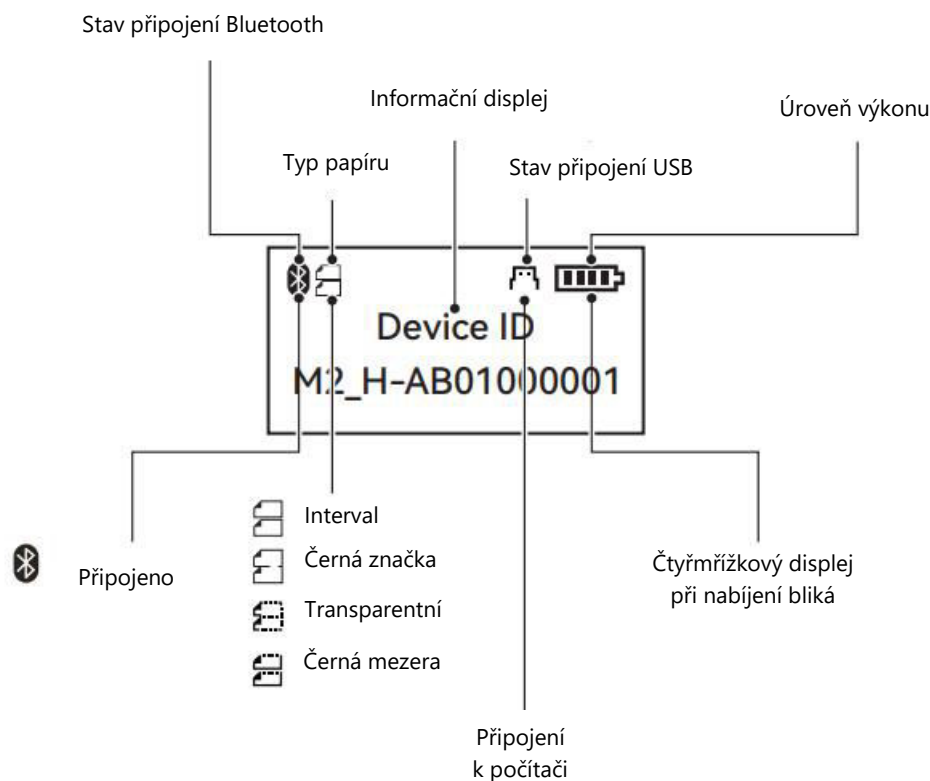 Stav připojení Bluetooth
Informační displej
Úroveň výkonu
Typ papíru
Stav připojení USB
Device ID
M2_H-AB01000001
Interval
Černá značka
Transparentní
Černá mezera
Připojeno
Čtyřmřížkový displej
při nabíjení bliká
Připojení
k počítači